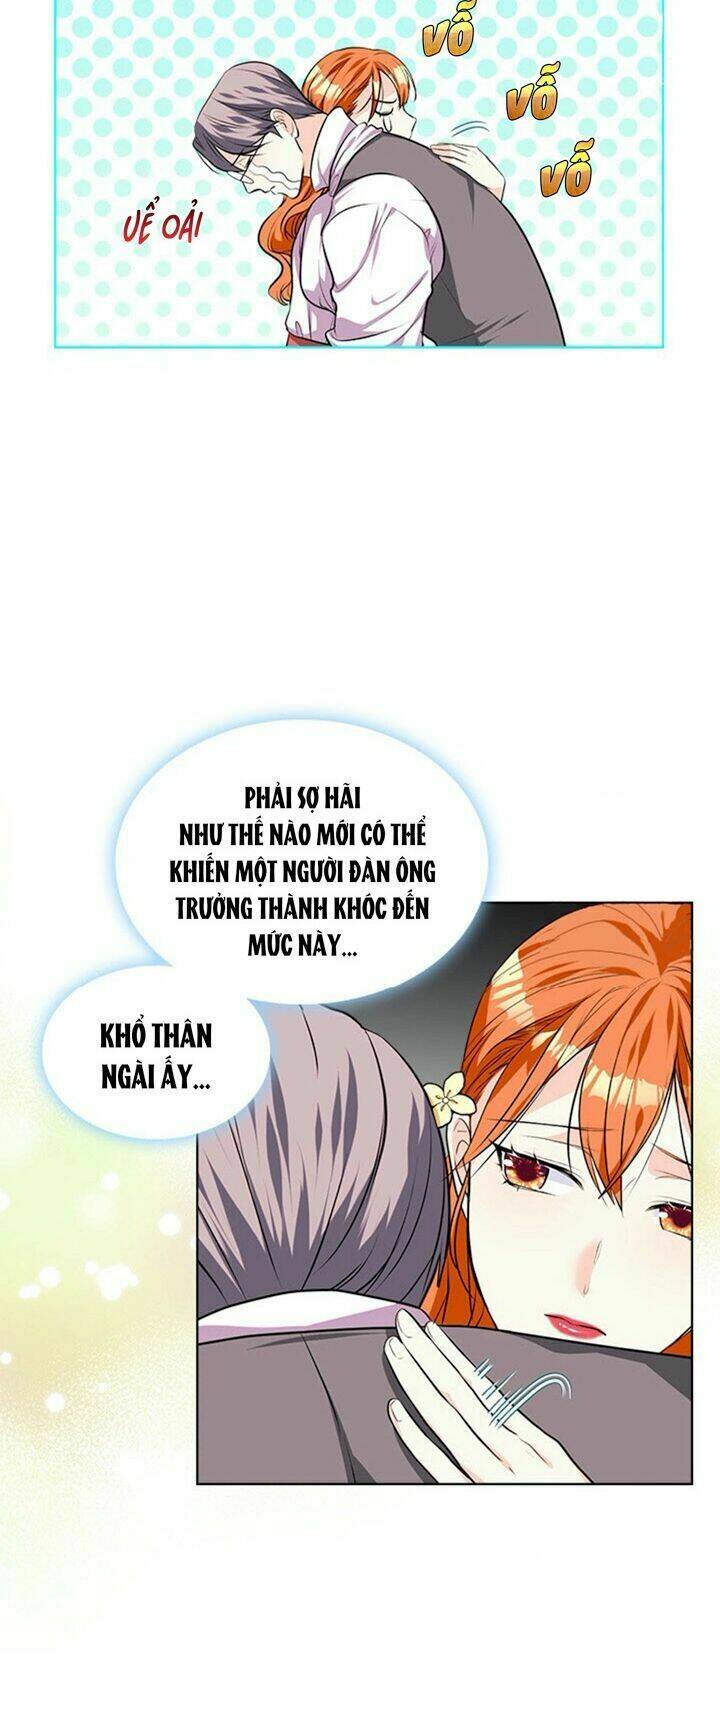 VỖ
VỖ
VỖ
UỂ OẢI
PHẢI SỢ HÃI
NHƯ THẾ NÀO MỚI CÓ THỂ
KHIẾN MỘT NGƯỜI ĐÀN ÔNG
TRƯỞNG THÀNH KHÓC ĐẾN
MỨC NÀY...
KHỔ THÂN
NGÀI ẤY...